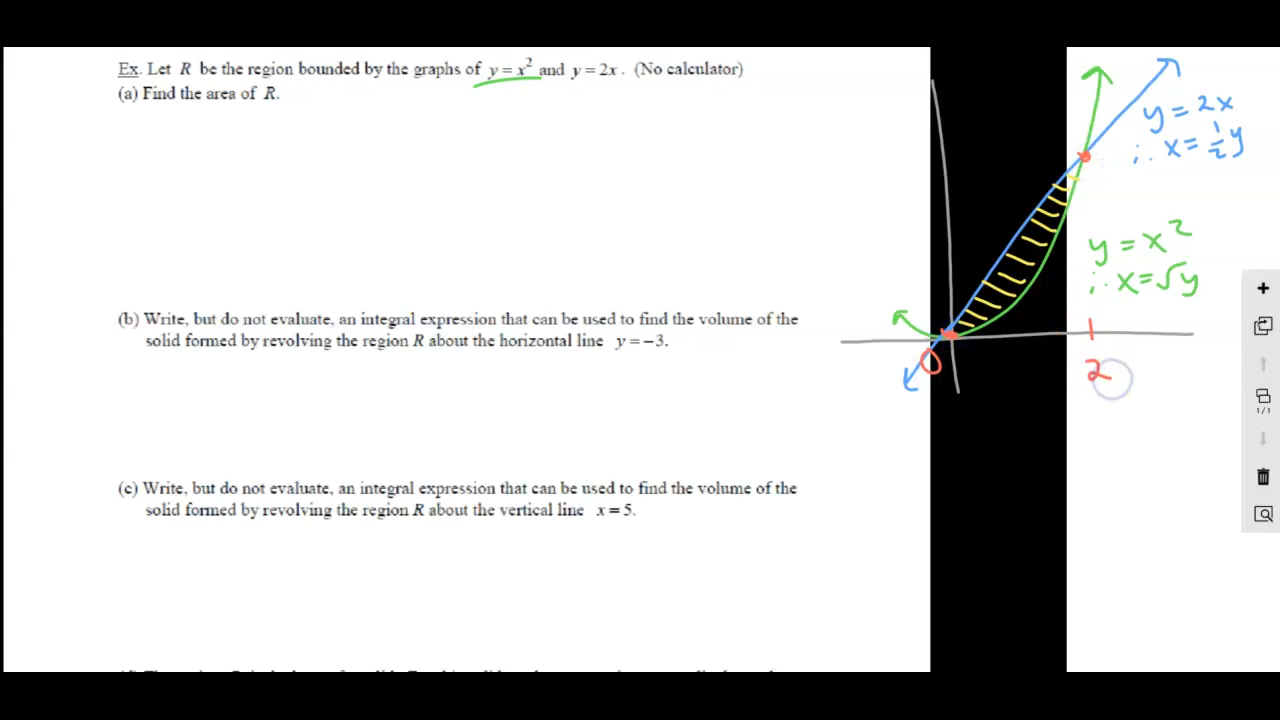 Ex. Let R be the region bounded by the graphs of y = x² and y = 2x. (No calculator)
(a) Find the area of R.
y = 2x
∴ x = ½y
y = x²
∴ x = √y
0
2
(b) Write, but do not evaluate, an integral expression that can be used to find the volume of the
solid formed by revolving the region R about the horizontal line y = −3.
1/1
(c) Write, but do not evaluate, an integral expression that can be used to find the volume of the
solid formed by revolving the region R about the vertical line x = 5.